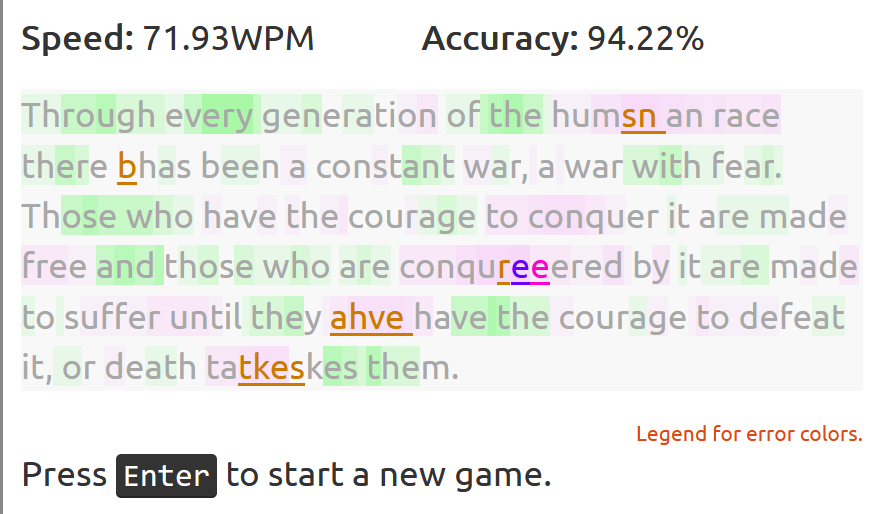 Speed: 71.93WPM Accuracy: 94.22%
Through every generation of the humsn an race
there bhas been a constant war, a war with fear.
Those who have the courage to conquer it are made
free and those who are conqureeered by it are made
to suffer until they ahve have the courage to defeat
it, or death tatkeskes them.
Legend for error colors.
Press Enter to start a new game.